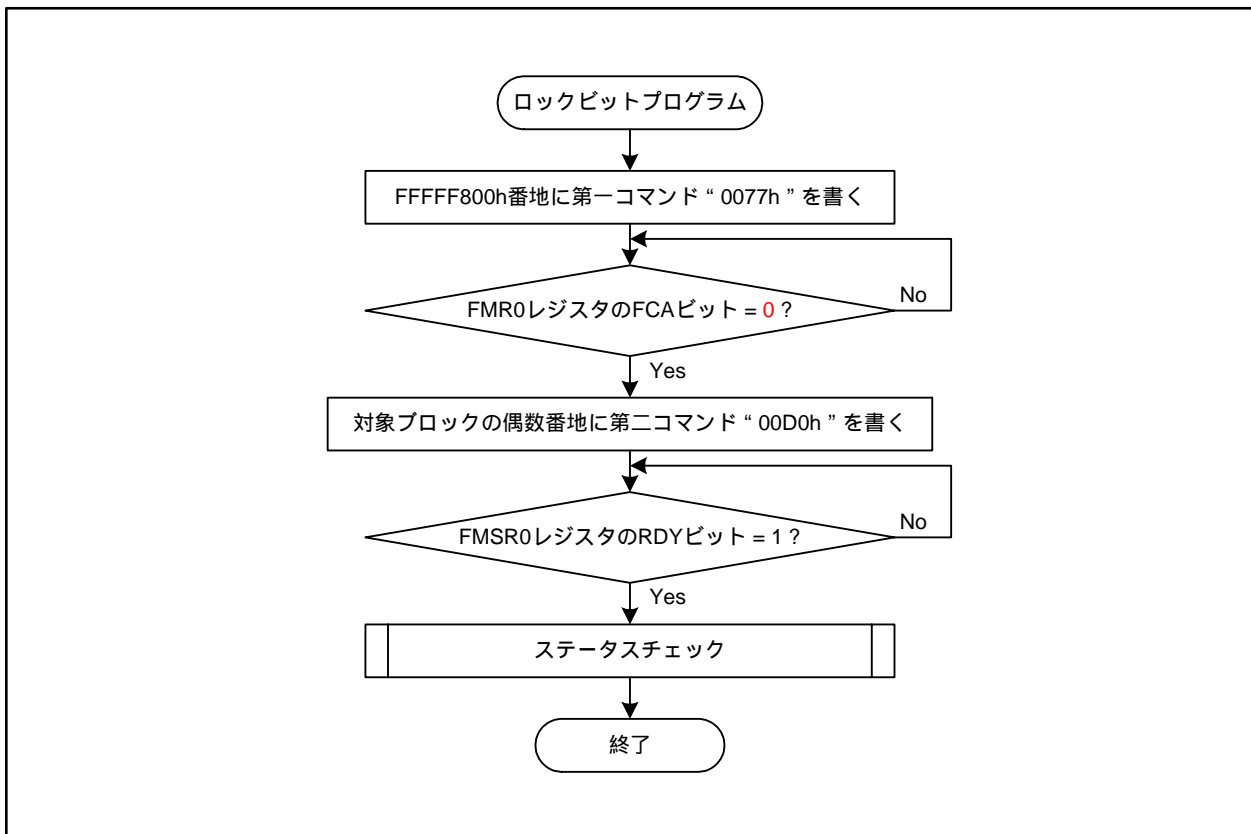 ロックビットプログラム
FFFFF800h番地に第一コマンド“ 0077h ”を書く
FMR0レジスタのFCAビット = 0 ?
No
Yes
対象ブロックの偶数番地に第二コマンド“ 00D0h ”を書く
FMSR0レジスタのRDYビット = 1 ?
No
Yes
ステータスチェック
終了